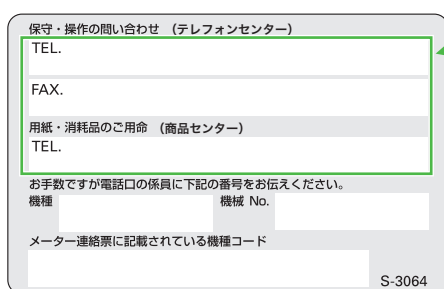 保守・操作の問い合わせ （テレフォンセンター）
TEL.
FAX.
用紙・消耗品のご用命 （商品センター）
TEL.
お手数ですが電話口の係員に下記の番号をお伝えください。
機種 機械 No.
メーター連絡票に記載されている機種コード
S-3064